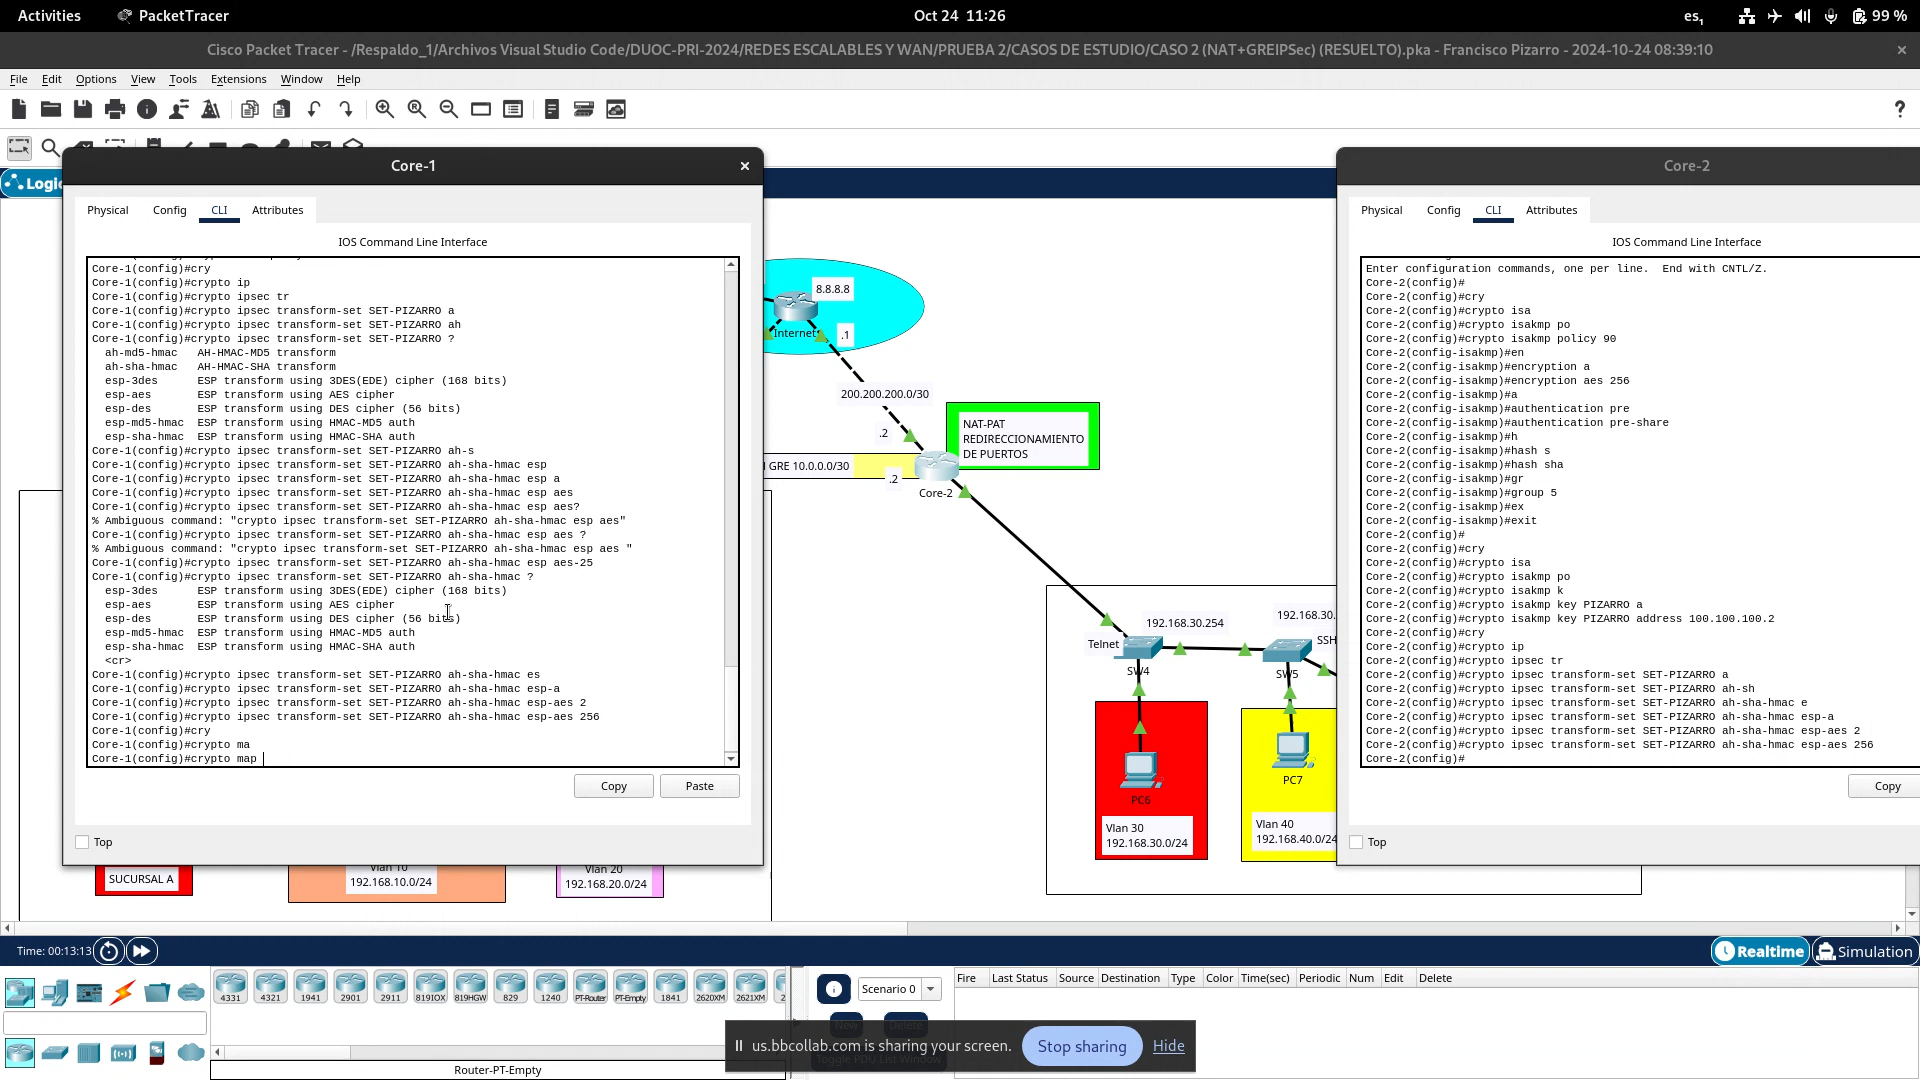 Activities PacketTracer Oct 24 11:26 es₁ 99 %
Cisco Packet Tracer - /Respaldo_1/Archivos Visual Studio Code/DUOC-PRI-2024/REDES ESCALABLES Y WAN/PRUEBA 2/CASOS DE ESTUDIO/CASO 2 (NAT+GREIPSec) (RESUELTO).pka - Francisco Pizarro - 2024-10-24 08:39:10
File Edit Options View Tools Extensions Window Help
Core-1
Physical Config CLI Attributes
IOS Command Line Interface
Core-1(config)#cry
Core-1(config)#crypto ip
Core-1(config)#crypto ipsec tr
Core-1(config)#crypto ipsec transform-set SET-PIZARRO a
Core-1(config)#crypto ipsec transform-set SET-PIZARRO ah
Core-1(config)#crypto ipsec transform-set SET-PIZARRO ?
ah-md5-hmac AH-HMAC-MD5 transform
ah-sha-hmac AH-HMAC-SHA transform
esp-3des ESP transform using 3DES(EDE) cipher (168 bits)
esp-aes ESP transform using AES cipher
esp-des ESP transform using DES cipher (56 bits)
esp-md5-hmac ESP transform using HMAC-MD5 auth
esp-sha-hmac ESP transform using HMAC-SHA auth
Core-1(config)#crypto ipsec transform-set SET-PIZARRO ah-s
Core-1(config)#crypto ipsec transform-set SET-PIZARRO ah-sha-hmac esp
Core-1(config)#crypto ipsec transform-set SET-PIZARRO ah-sha-hmac esp a
Core-1(config)#crypto ipsec transform-set SET-PIZARRO ah-sha-hmac esp aes
Core-1(config)#crypto ipsec transform-set SET-PIZARRO ah-sha-hmac esp aes?
% Ambiguous command: "crypto ipsec transform-set SET-PIZARRO ah-sha-hmac esp aes"
Core-1(config)#crypto ipsec transform-set SET-PIZARRO ah-sha-hmac esp aes ?
% Ambiguous command: "crypto ipsec transform-set SET-PIZARRO ah-sha-hmac esp aes "
Core-1(config)#crypto ipsec transform-set SET-PIZARRO ah-sha-hmac esp aes-25
Core-1(config)#crypto ipsec transform-set SET-PIZARRO ah-sha-hmac ?
esp-3des ESP transform using 3DES(EDE) cipher (168 bits)
esp-aes ESP transform using AES cipher
esp-des ESP transform using DES cipher (56 bits)
esp-md5-hmac ESP transform using HMAC-MD5 auth
esp-sha-hmac ESP transform using HMAC-SHA auth
<cr>
Core-1(config)#crypto ipsec transform-set SET-PIZARRO ah-sha-hmac es
Core-1(config)#crypto ipsec transform-set SET-PIZARRO ah-sha-hmac esp-a
Core-1(config)#crypto ipsec transform-set SET-PIZARRO ah-sha-hmac esp-aes 2
Core-1(config)#crypto ipsec transform-set SET-PIZARRO ah-sha-hmac esp-aes 256
Core-1(config)#cry
Core-1(config)#crypto ma
Core-1(config)#crypto map
Copy Paste
Top
8.8.8.8
Internet
.1
200.200.200.0/30
.2
NAT-PAT
REDIRECCIONAMIENTO
DE PUERTOS
GRE 10.0.0.0/30
.2
Core-2
192.168.30.254
192.168.30.
Telnet
SSH
SW4
SW5
PC6
PC7
Vlan 30
192.168.30.0/24
Vlan 40
192.168.40.0/24
SUCURSAL A
Vlan 10
192.168.10.0/24
Vlan 20
192.168.20.0/24
Core-2
Physical Config CLI Attributes
IOS Command Line Interface
Enter configuration commands, one per line. End with CNTL/Z.
Core-2(config)#
Core-2(config)#cry
Core-2(config)#crypto isa
Core-2(config)#crypto isakmp po
Core-2(config)#crypto isakmp policy 90
Core-2(config-isakmp)#en
Core-2(config-isakmp)#encryption a
Core-2(config-isakmp)#encryption aes 256
Core-2(config-isakmp)#a
Core-2(config-isakmp)#authentication pre
Core-2(config-isakmp)#authentication pre-share
Core-2(config-isakmp)#h
Core-2(config-isakmp)#hash s
Core-2(config-isakmp)#hash sha
Core-2(config-isakmp)#gr
Core-2(config-isakmp)#group 5
Core-2(config-isakmp)#ex
Core-2(config-isakmp)#exit
Core-2(config)#
Core-2(config)#cry
Core-2(config)#crypto isa
Core-2(config)#crypto isakmp po
Core-2(config)#crypto isakmp k
Core-2(config)#crypto isakmp key PIZARRO a
Core-2(config)#crypto isakmp key PIZARRO address 100.100.100.2
Core-2(config)#cry
Core-2(config)#crypto ip
Core-2(config)#crypto ipsec tr
Core-2(config)#crypto ipsec transform-set SET-PIZARRO a
Core-2(config)#crypto ipsec transform-set SET-PIZARRO ah-sh
Core-2(config)#crypto ipsec transform-set SET-PIZARRO ah-sha-hmac e
Core-2(config)#crypto ipsec transform-set SET-PIZARRO ah-sha-hmac esp-a
Core-2(config)#crypto ipsec transform-set SET-PIZARRO ah-sha-hmac esp-aes 2
Core-2(config)#crypto ipsec transform-set SET-PIZARRO ah-sha-hmac esp-aes 256
Core-2(config)#
Copy
Top
Time: 00:13:13
Realtime Simulation
4331 4321 1941 2901 2911 819IOX 819HGW 829 1240 PT-Router PT-Empty 1841 2620XM 2621XM
Router-PT-Empty
Scenario 0
New Delete
Toggle PDU List Window
Fire Last Status Source Destination Type Color Time(sec) Periodic Num Edit Delete
us.bbcollab.com is sharing your screen. Stop sharing Hide